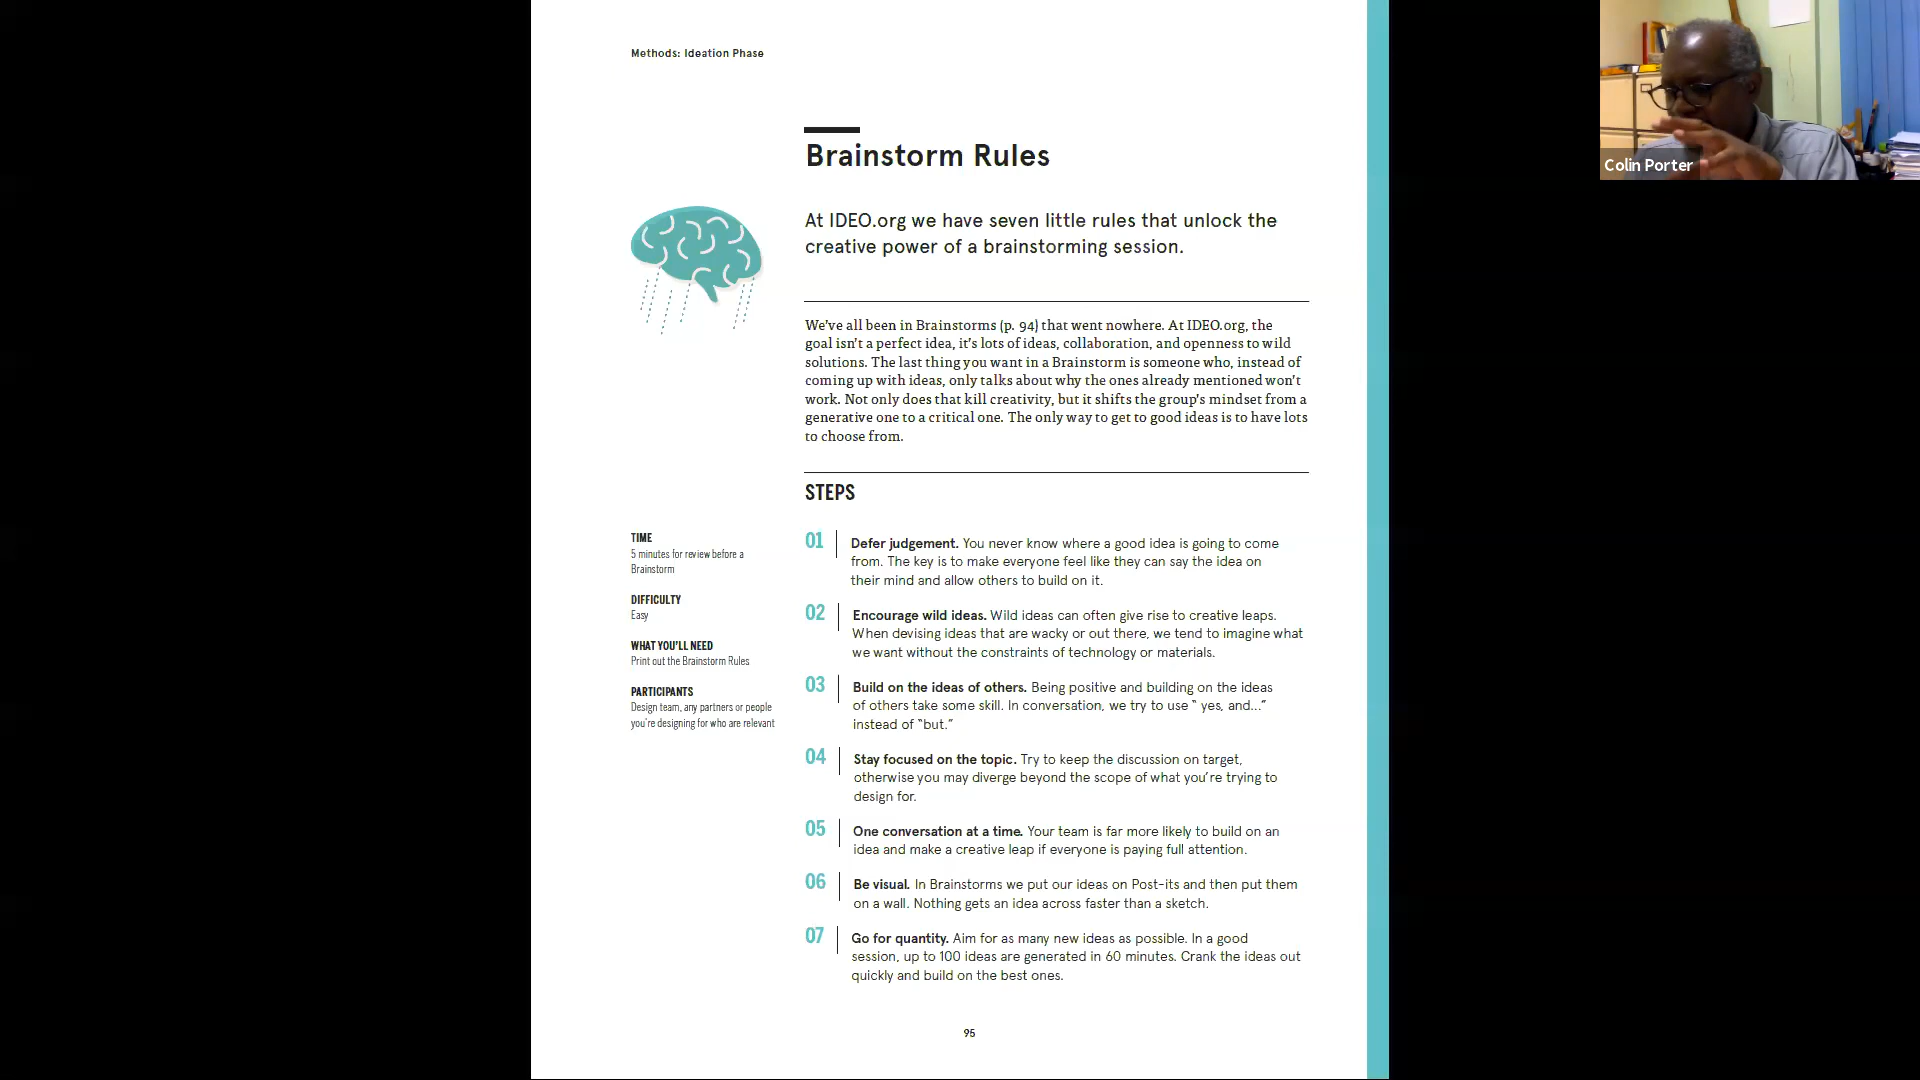 Methods: Ideation Phase
Brainstorm Rules
At IDEO.org we have seven little rules that unlock the
creative power of a brainstorming session.
We've all been in Brainstorms (p. 94) that went nowhere. At IDEO.org, the
goal isn't a perfect idea, it's lots of ideas, collaboration, and openness to wild
solutions. The last thing you want in a Brainstorm is someone who, instead of
coming up with ideas, only talks about why the ones already mentioned won't
work. Not only does that kill creativity, but it shifts the group's mindset from a
generative one to a critical one. The only way to get to good ideas is to have lots
to choose from.
STEPS
TIME
5 minutes for review before a
Brainstorm
DIFFICULTY
Easy
WHAT YOU'LL NEED
Print out the Brainstorm Rules
PARTICIPANTS
Design team, any partners or people
you're designing for who are relevant
01 Defer judgement. You never know where a good idea is going to come
from. The key is to make everyone feel like they can say the idea on
their mind and allow others to build on it.
02 Encourage wild ideas. Wild ideas can often give rise to creative leaps.
When devising ideas that are wacky or out there, we tend to imagine what
we want without the constraints of technology or materials.
03 Build on the ideas of others. Being positive and building on the ideas
of others take some skill. In conversation, we try to use “ yes, and...”
instead of “but.”
04 Stay focused on the topic. Try to keep the discussion on target,
otherwise you may diverge beyond the scope of what you're trying to
design for.
05 One conversation at a time. Your team is far more likely to build on an
idea and make a creative leap if everyone is paying full attention.
06 Be visual. In Brainstorms we put our ideas on Post-its and then put them
on a wall. Nothing gets an idea across faster than a sketch.
07 Go for quantity. Aim for as many new ideas as possible. In a good
session, up to 100 ideas are generated in 60 minutes. Crank the ideas out
quickly and build on the best ones.
95
Colin Porter